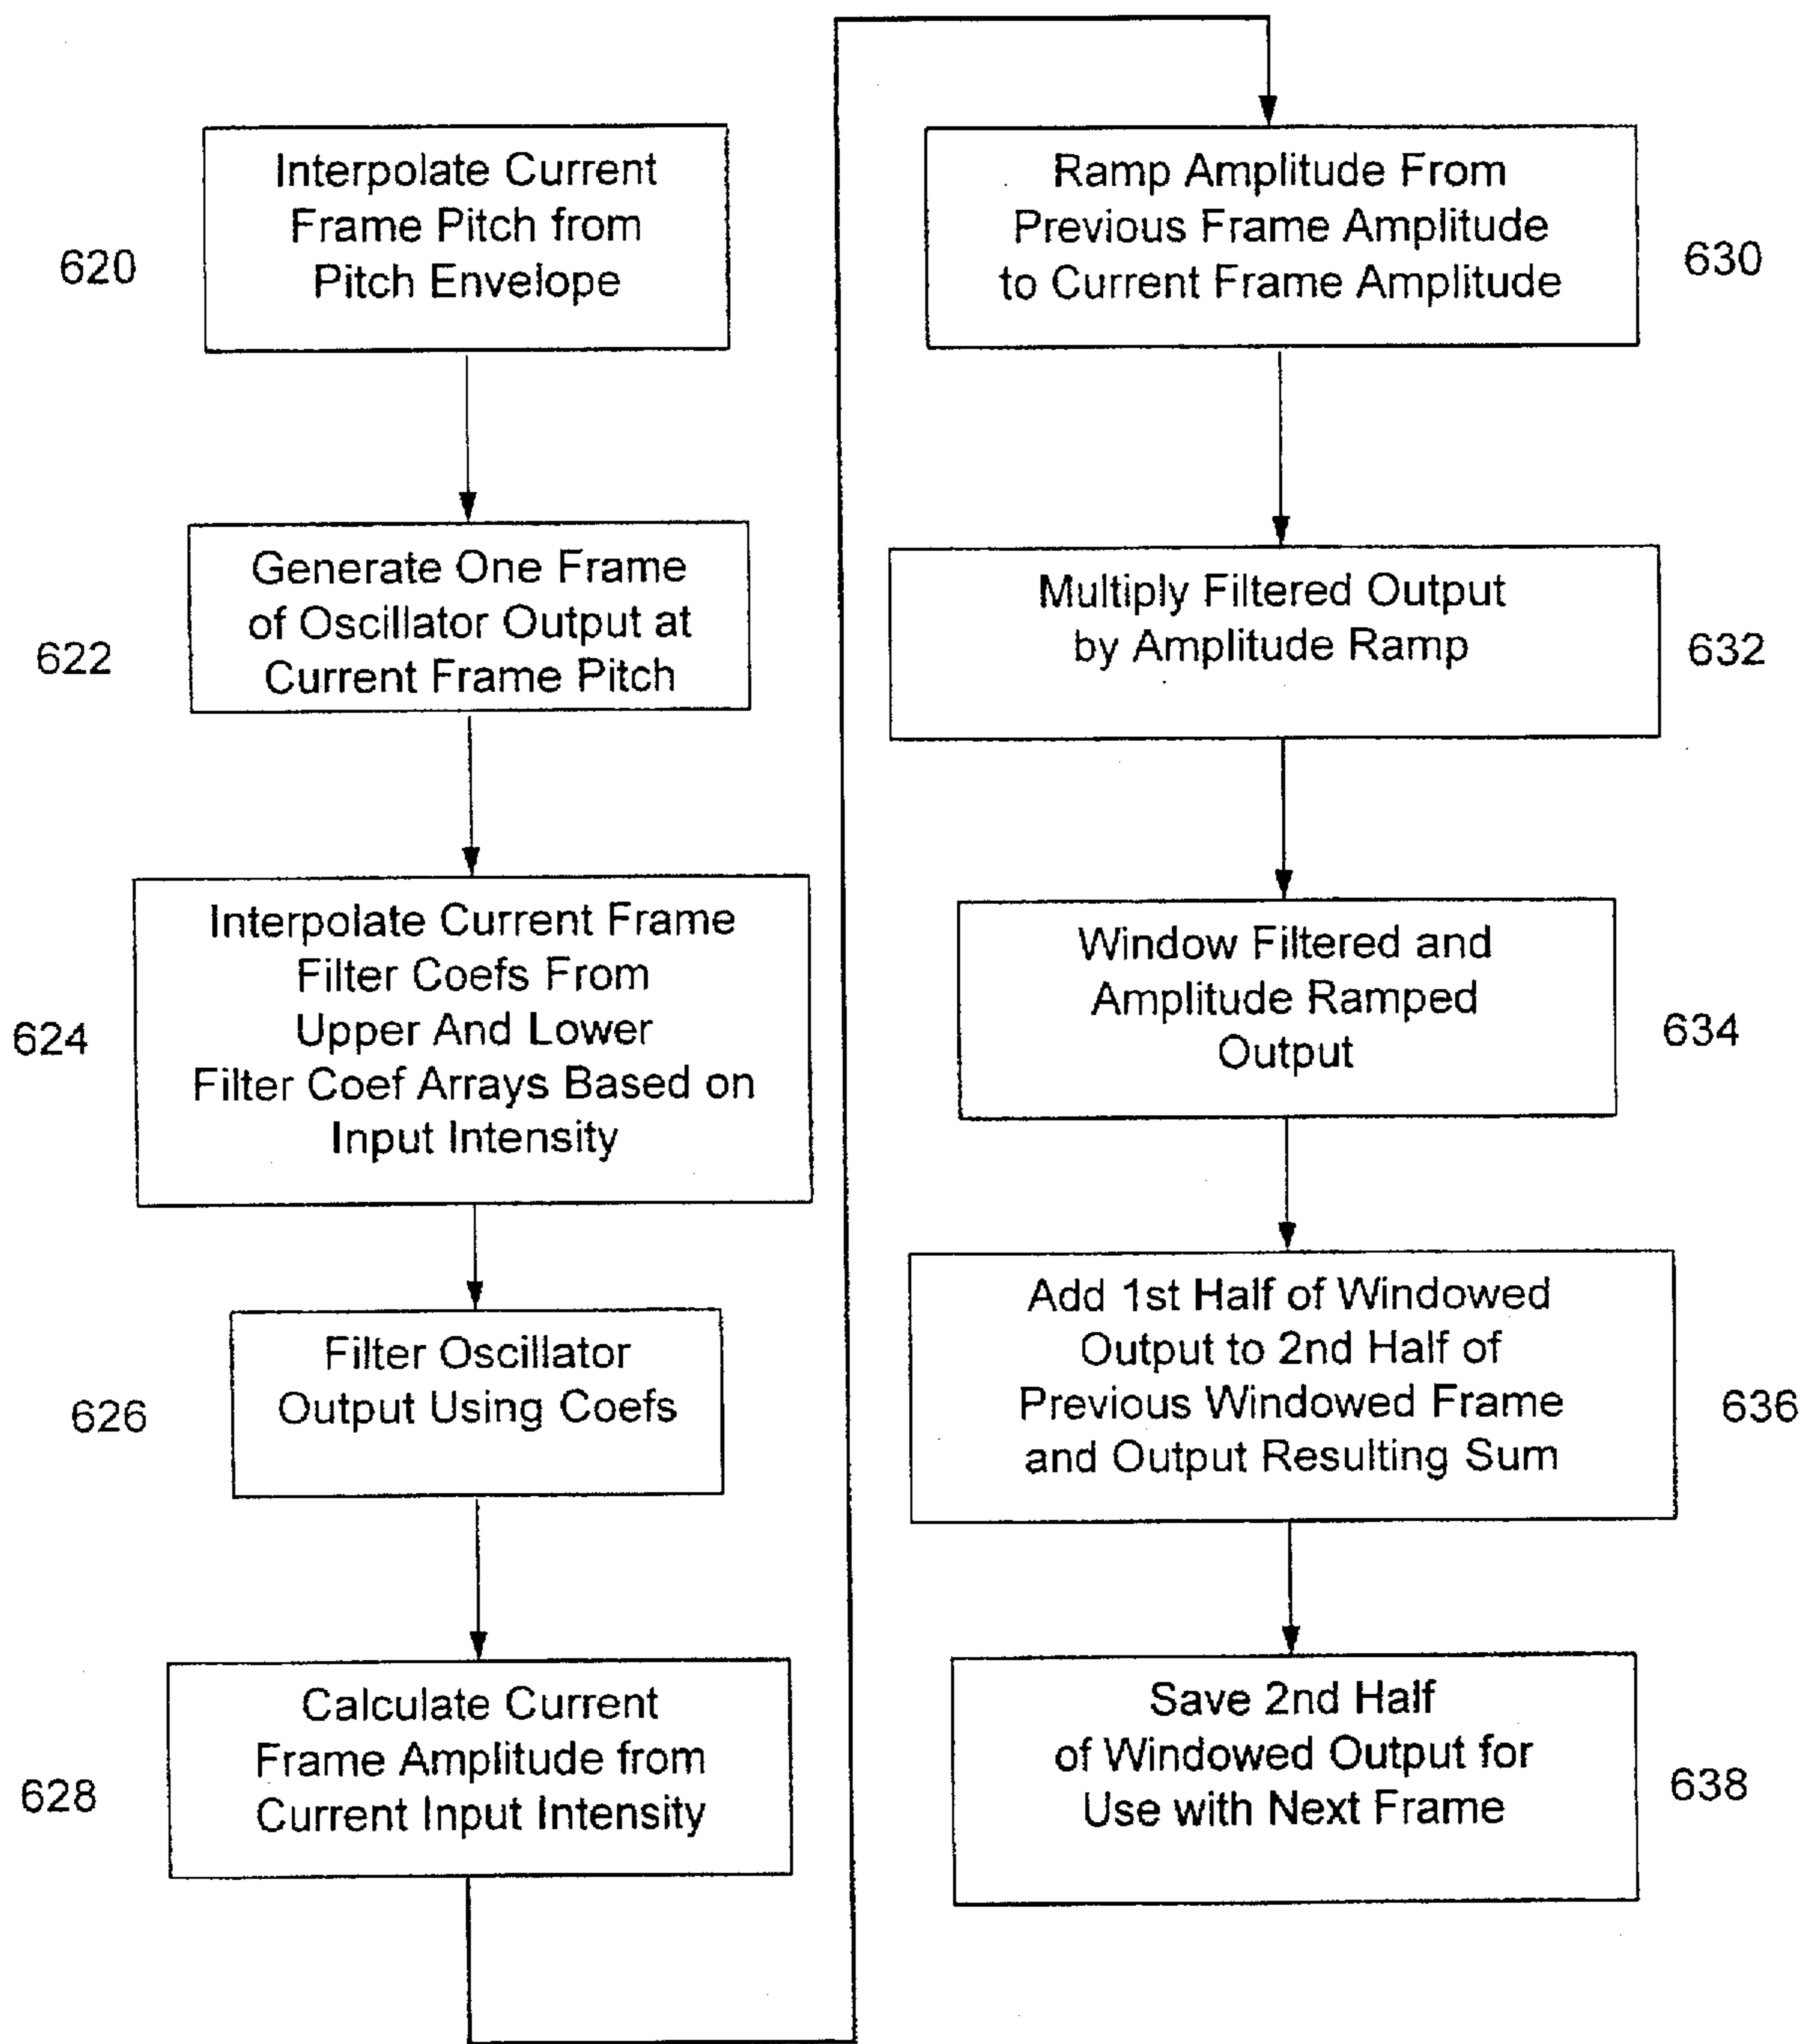 Interpolate Current
Frame Pitch from
Pitch Envelope
620
Generate One Frame
of Oscillator Output at
Current Frame Pitch
622
Interpolate Current Frame
Filter Coefs From
Upper And Lower
Filter Coef Arrays Based on
Input Intensity
624
Filter Oscillator
Output Using Coefs
626
Calculate Current
Frame Amplitude from
Current Input Intensity
628
Ramp Amplitude From
Previous Frame Amplitude
to Current Frame Amplitude
630
Multiply Filtered Output
by Amplitude Ramp
632
Window Filtered and
Amplitude Ramped
Output
634
Add 1st Half of Windowed
Output to 2nd Half of
Previous Windowed Frame
and Output Resulting Sum
636
Save 2nd Half
of Windowed Output for
Use with Next Frame
638